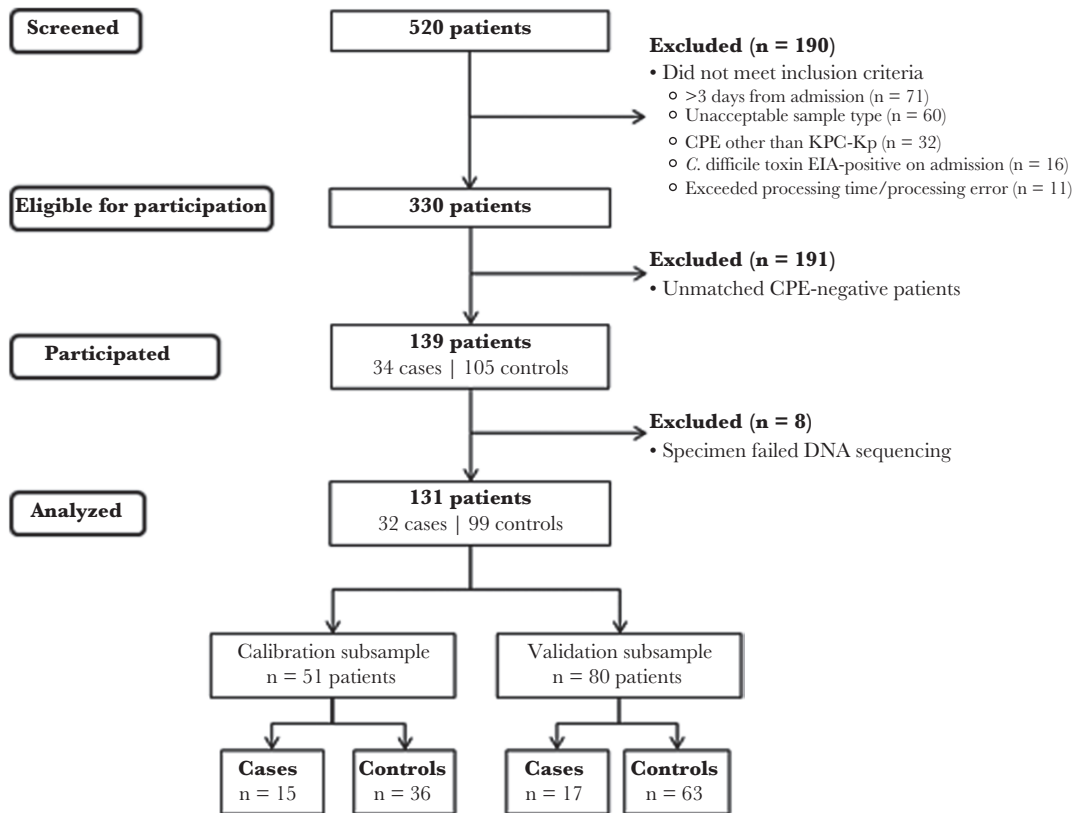 Screened
520 patients
Excluded (n = 190)
• Did not meet inclusion criteria
>3 days from admission (n = 71)
Unacceptable sample type (n = 60)
CPE other than KPC-Kp (n = 32)
C. difficile toxin EIA-positive on admission (n = 16)
Exceeded processing time/processing error (n = 11)
Eligible for participation
330 patients
Excluded (n = 191)
• Unmatched CPE-negative patients
Participated
139 patients
34 cases | 105 controls
Excluded (n = 8)
• Specimen failed DNA sequencing
Analyzed
131 patients
32 cases | 99 controls
Calibration subsample
n = 51 patients
Validation subsample
n = 80 patients
Cases
n = 15
Controls
n = 36
Cases
n = 17
Controls
n = 63